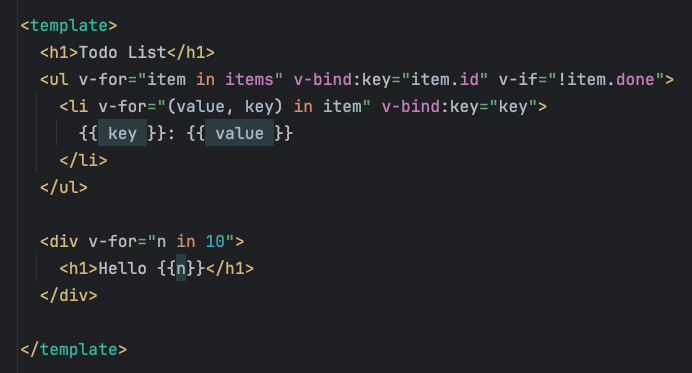 <template>
  <h1>Todo List</h1>
  <ul v-for="item in items" v-bind:key="item.id" v-if="!item.done">
    <li v-for="(value, key) in item" v-bind:key="key">
      {{ key }}: {{ value }}
    </li>
  </ul>

  <div v-for="n in 10">
    <h1>Hello {{n}}</h1>
  </div>

</template>